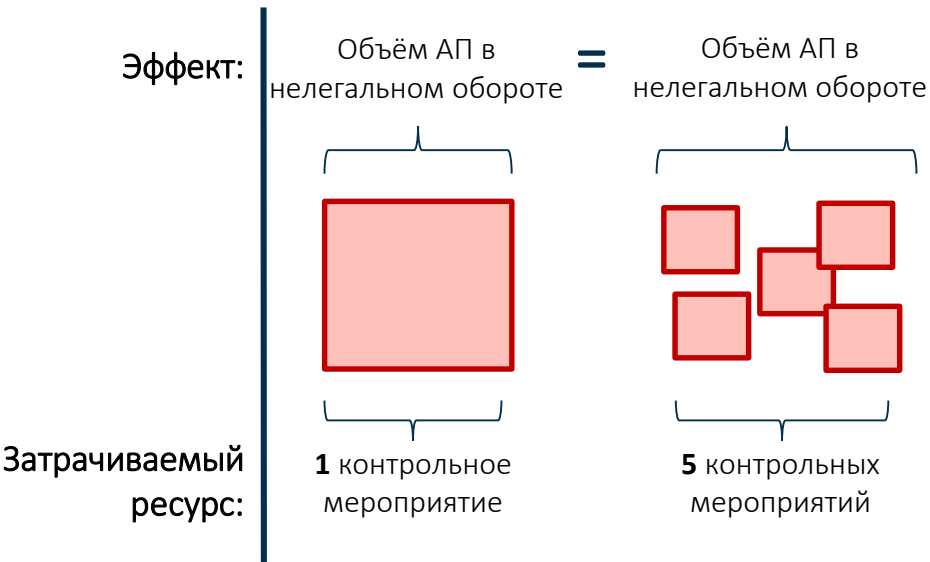 Эффект:
Объём АП в
нелегальном обороте
=
Объём АП в
нелегальном обороте
Затрачиваемый
ресурс:
1 контрольное
мероприятие
5 контрольных
мероприятий